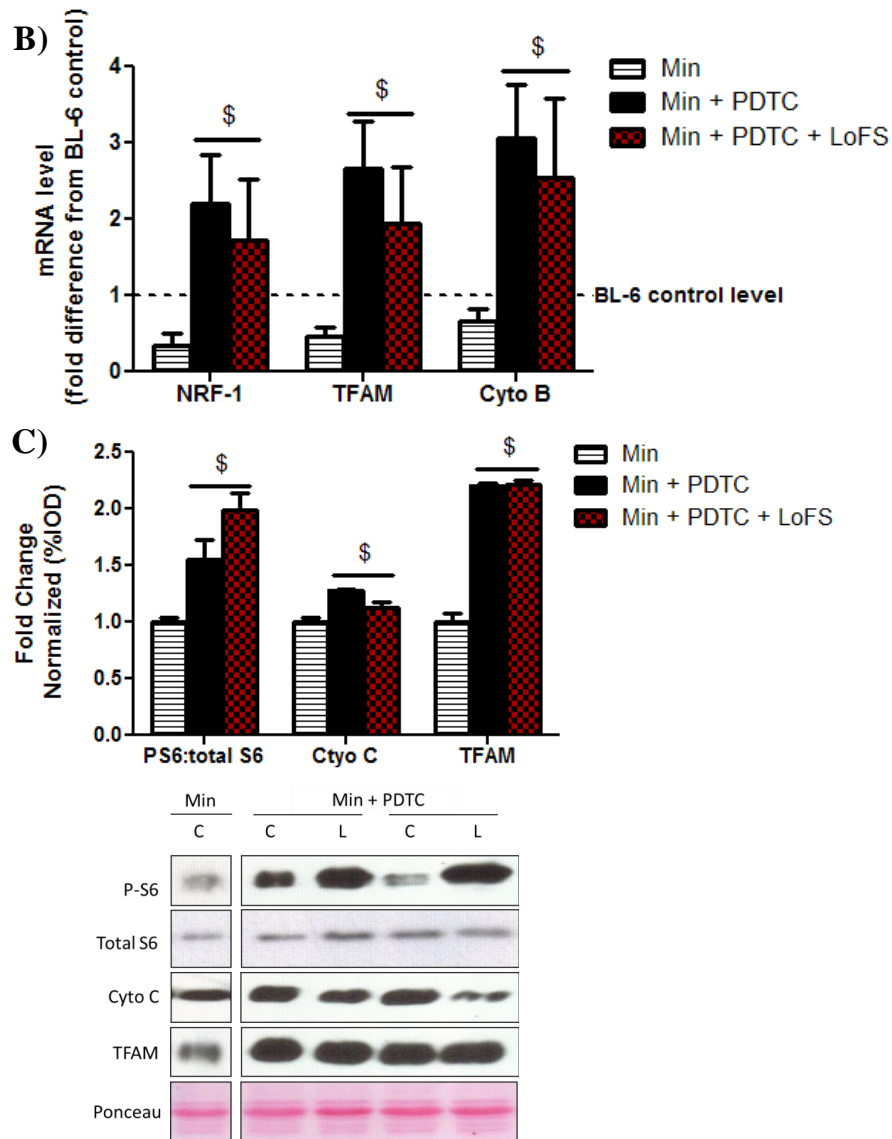 B)
mRNA level
(fold difference from BL-6 control)
4
3
2
1
0
$
$
$
Min
Min + PDTC
Min + PDTC + LoFS
BL-6 control level
NRF-1
TFAM
Cyto B
C)
Fold Change
Normalized (%IOD)
2.5
2.0
1.5
1.0
0.5
0.0
$
$
$
Min
Min + PDTC
Min + PDTC + LoFS
PS6:total S6
Ctyo C
TFAM
Min
Min + PDTC
C
C
L
C
L
P-S6
Total S6
Cyto C
TFAM
Ponceau